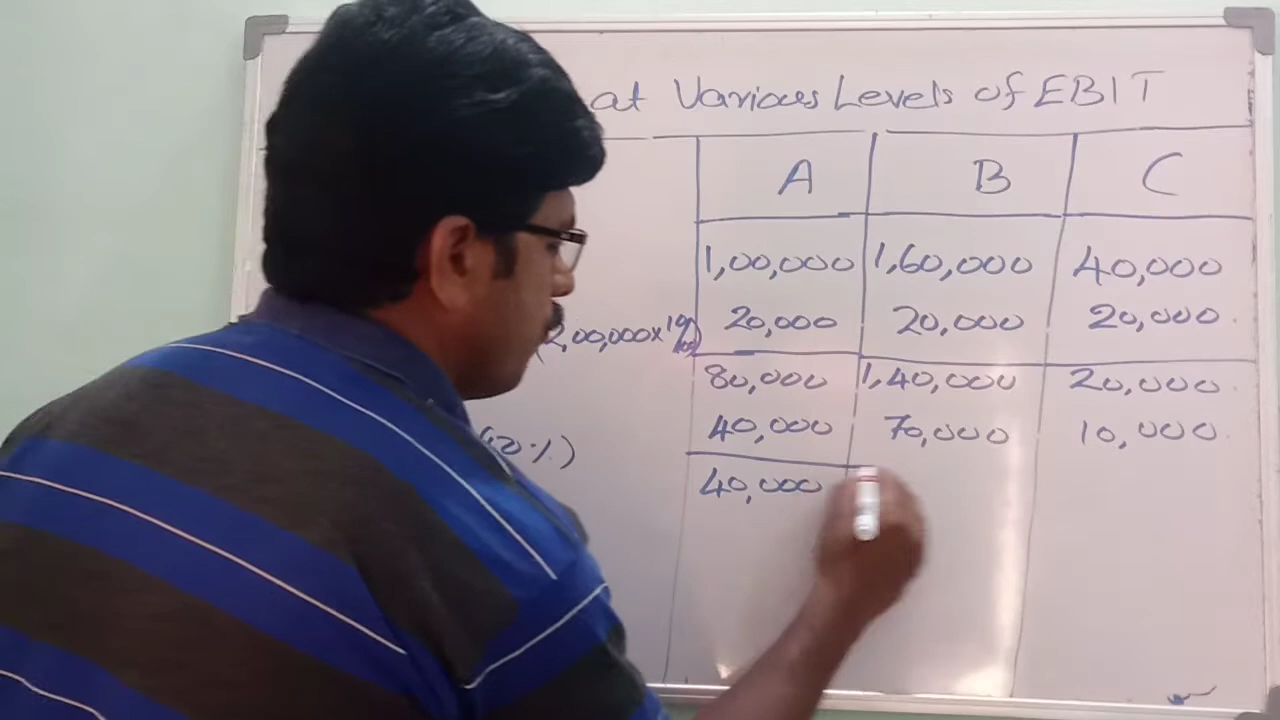 at Various Levels of EBIT
A B C
1,00,000 1,60,000 40,000
(2,00,000x10/100) 20,000 20,000 20,000
80,000 1,40,000 20,000
(50%) 40,000 70,000 10,000
40,000